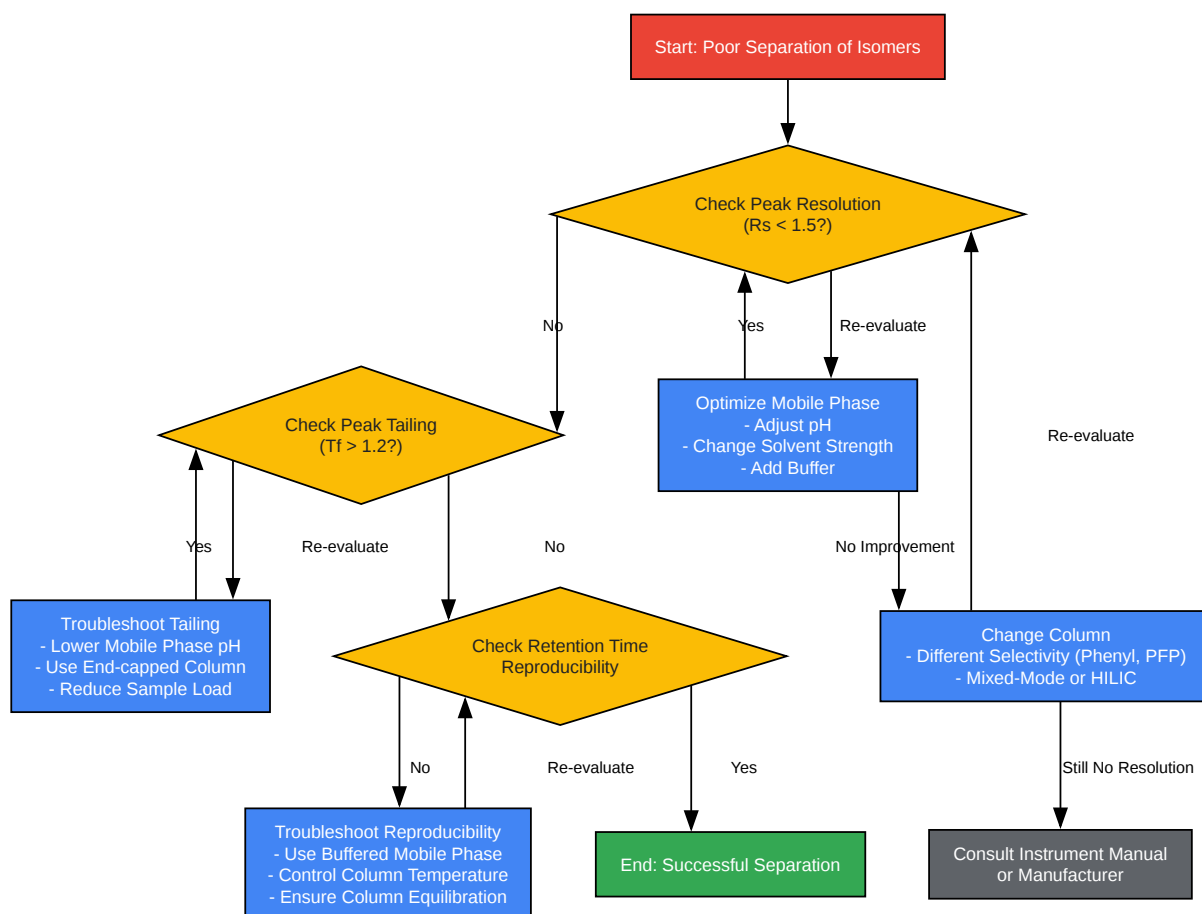 Start: Poor Separation of Isomers
Check Peak Resolution
(Rs < 1.5?)
No
Yes
Re-evaluate
Check Peak Tailing
(Tf > 1.2?)
Optimize Mobile Phase
- Adjust pH
- Change Solvent Strength
- Add Buffer
Re-evaluate
Yes
Re-evaluate
No
No Improvement
Troubleshoot Tailing
- Lower Mobile Phase pH
- Use End-capped Column
- Reduce Sample Load
Check Retention Time
Reproducibility
Change Column
- Different Selectivity (Phenyl, PFP)
- Mixed-Mode or HILIC
No
Re-evaluate
Yes
Still No Resolution
Troubleshoot Reproducibility
- Use Buffered Mobile Phase
- Control Column Temperature
- Ensure Column Equilibration
End: Successful Separation
Consult Instrument Manual
or Manufacturer